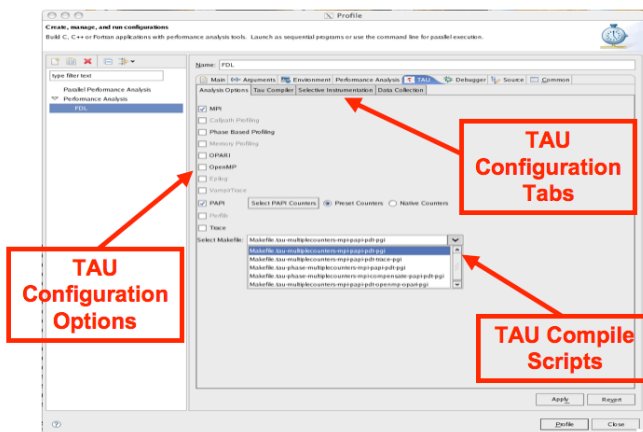 Profile
Create, manage, and run configurations
Build C, C++ or Fortran applications with performance analysis tools. Launch as sequential programs or use the command line for parallel execution.
type filter text
Parallel Performance Analysis
Performance Analysis
FDL
Name: FDL
Main Arguments Environment Performance Analysis TAU Debugger Source Common
Analysis Options Tau Compiler Selective Instrumentation Data Collection
MPI
Callpath Profiling
Phase Based Profiling
Memory Profiling
OPARI
OpenMP
Epilog
VampirTrace
PAPI Select PAPI Counters Preset Counters Native Counters
Perflib
Trace
Select Makefile: Makefile.tau-multiplecounters-mpi-papi-pdt-pgi
Makefile.tau-multiplecounters-mpi-papi-pdt-pgi
Makefile.tau-multiplecounters-mpi-papi-pdt-trace-pgi
Makefile.tau-phase-multiplecounters-mpi-papi-pdt-pgi
Makefile.tau-phase-multiplecounters-mpi-compensate-papi-pdt-pgi
Makefile.tau-multiplecounters-mpi-papi-pdt-openmp-opari-pgi
TAU
Configuration
Tabs
TAU
Configuration
Options
TAU Compile
Scripts
Apply Revert
Profile Close